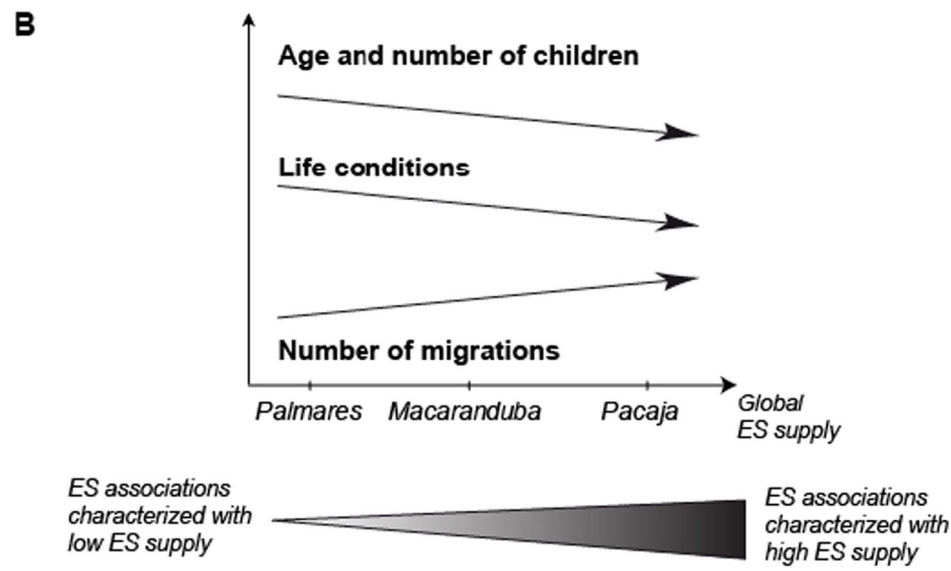 B
Age and number of children
Life conditions
Number of migrations
Palmares Macaranduba Pacaja
Global
ES supply
ES associations
characterized with
low ES supply
ES associations
characterized with
high ES supply